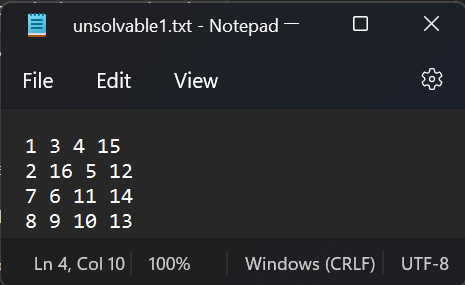 unsolvable1.txt - Notepad
File Edit View
1 3 4 15
2 16 5 12
7 6 11 14
8 9 10 13
Ln 4, Col 10 100% Windows (CRLF) UTF-8